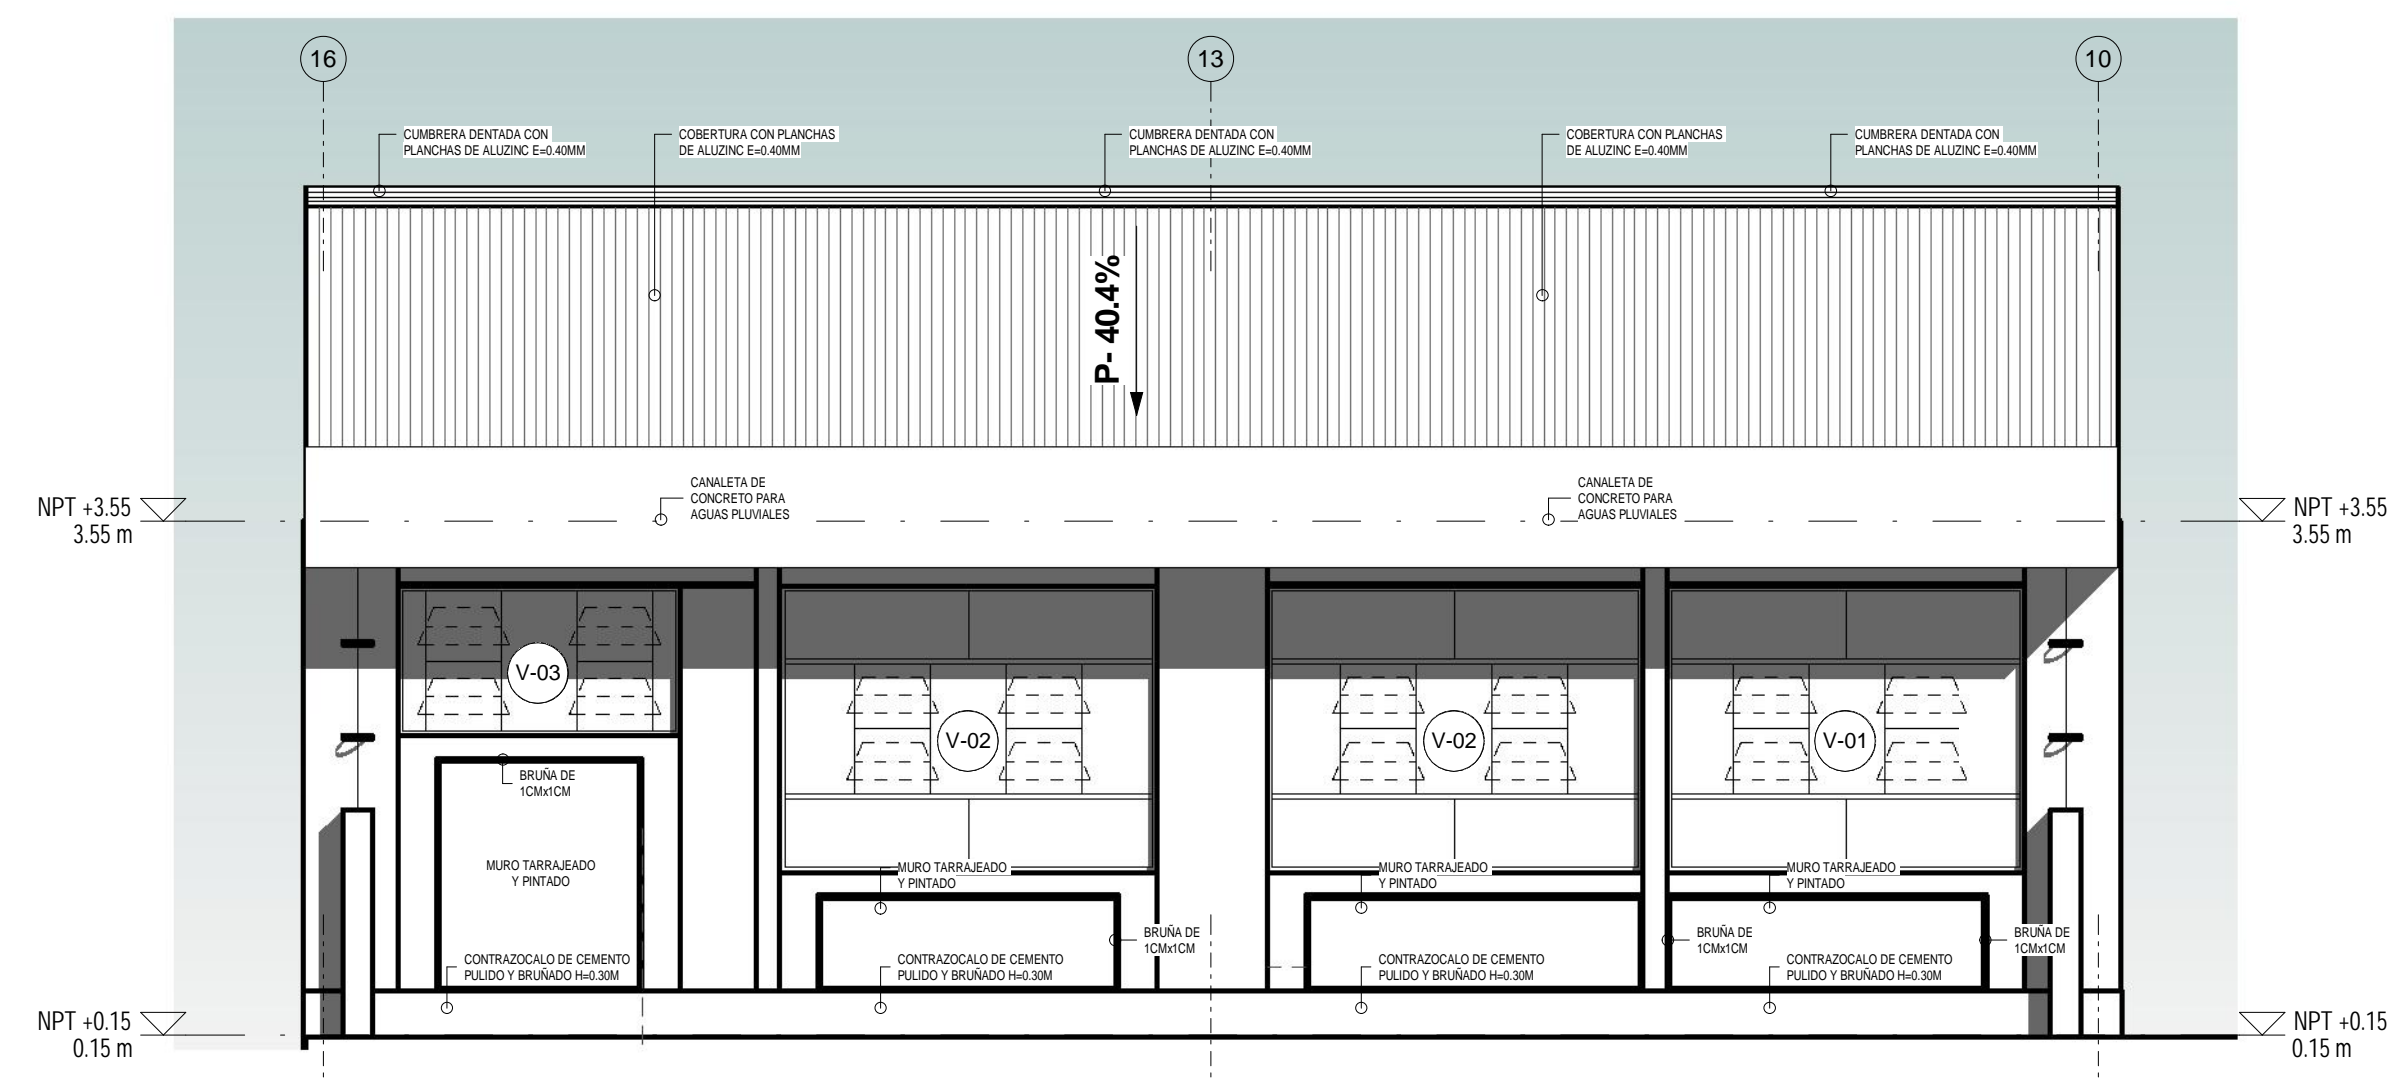 16
13
10
CUMBRERA DENTADA CON
PLANCHAS DE ALUZINC E=0.40MM
COBERTURA CON PLANCHAS
DE ALUZINC E=0.40MM
CUMBRERA DENTADA CON
PLANCHAS DE ALUZINC E=0.40MM
COBERTURA CON PLANCHAS
DE ALUZINC E=0.40MM
CUMBRERA DENTADA CON
PLANCHAS DE ALUZINC E=0.40MM
P- 40.4%
NPT +3.55
3.55 m
CANALETA DE
CONCRETO PARA
AGUAS PLUVIALES
CANALETA DE
CONCRETO PARA
AGUAS PLUVIALES
NPT +3.55
3.55 m
V-03
V-02
V-02
V-01
BRUÑA DE
1CMx1CM
MURO TARRAJEADO
Y PINTADO
MURO TARRAJEADO
Y PINTADO
MURO TARRAJEADO
Y PINTADO
MURO TARRAJEADO
Y PINTADO
BRUÑA DE
1CMx1CM
BRUÑA DE
1CMx1CM
BRUÑA DE
1CMx1CM
CONTRAZOCALO DE CEMENTO
PULIDO Y BRUÑADO H=0.30M
CONTRAZOCALO DE CEMENTO
PULIDO Y BRUÑADO H=0.30M
CONTRAZOCALO DE CEMENTO
PULIDO Y BRUÑADO H=0.30M
CONTRAZOCALO DE CEMENTO
PULIDO Y BRUÑADO H=0.30M
NPT +0.15
0.15 m
NPT +0.15
0.15 m